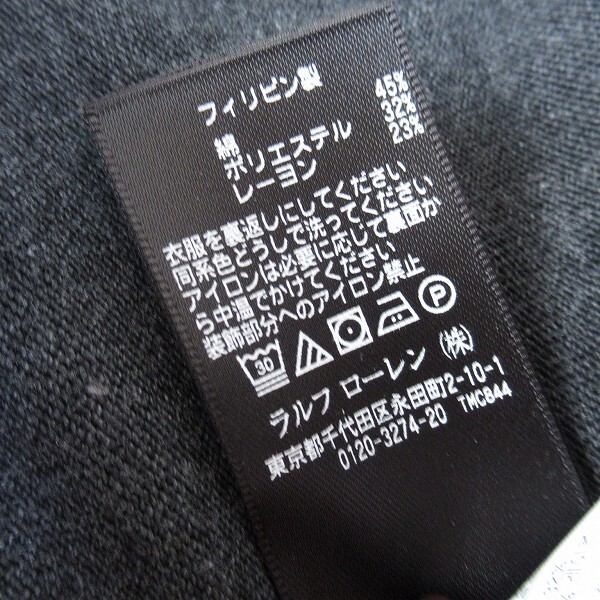 フィリピン製
綿 45%
ポリエステル 32%
レーヨン 23%
衣服を裏返しにしてください
同系色どうしで洗ってください
アイロンは必要に応じて裏面か
ら中温でかけてください
装飾部分へのアイロン禁止
30 P
ラルフ ローレン (株)
東京都千代田区永田町2-10-1
0120-3274-20 TMC844